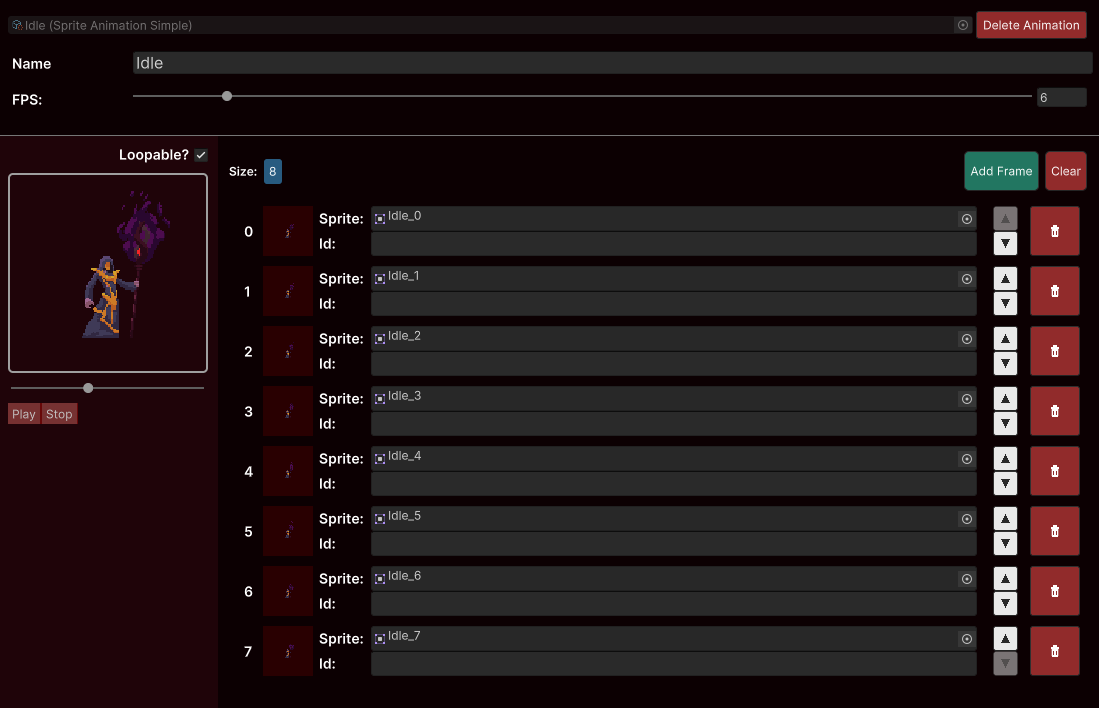 Idle (Sprite Animation Simple)
Delete Animation
Name Idle
FPS: 6
Loopable?
Play Stop
Size: 8
Add Frame Clear
0 Sprite: Idle_0
Id:
1 Sprite: Idle_1
Id:
2 Sprite: Idle_2
Id:
3 Sprite: Idle_3
Id:
4 Sprite: Idle_4
Id:
5 Sprite: Idle_5
Id:
6 Sprite: Idle_6
Id:
7 Sprite: Idle_7
Id: